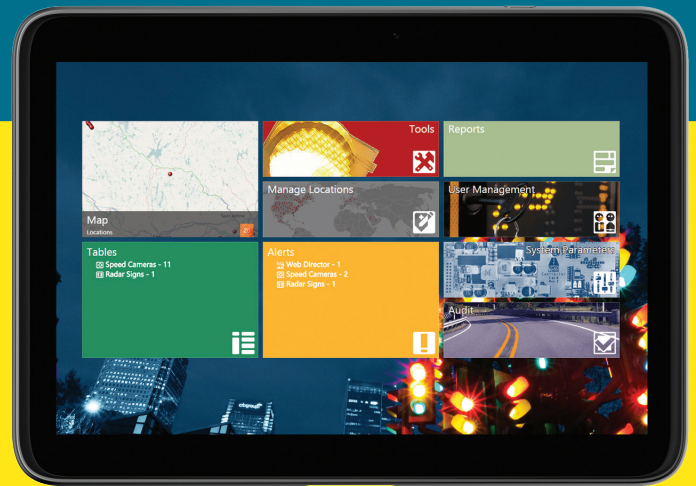 Tools
Reports
Map
Locations
Manage Locations
User Management
Tables
Speed Cameras - 11
Radar Signs - 1
Alerts
Web Director - 1
Speed Cameras - 2
Radar Signs - 1
System Parameters
Audit